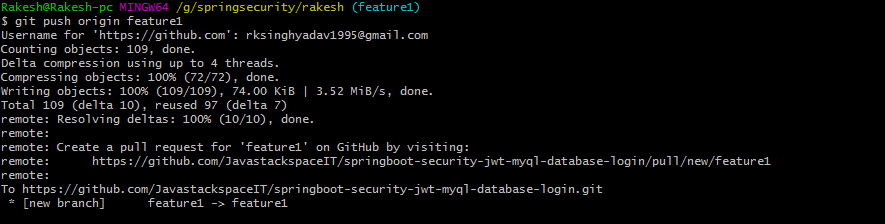 Rakesh@Rakesh-pc MINGW64 /g/springsecurity/rakesh (feature1)
$ git push origin feature1
Username for 'https://github.com': rksinghyadav1995@gmail.com
Counting objects: 109, done.
Delta compression using up to 4 threads.
Compressing objects: 100% (72/72), done.
Writing objects: 100% (109/109), 74.00 KiB | 3.52 MiB/s, done.
Total 109 (delta 10), reused 97 (delta 7)
remote: Resolving deltas: 100% (10/10), done.
remote:
remote: Create a pull request for 'feature1' on GitHub by visiting:
remote:      https://github.com/JavastackspaceIT/springboot-security-jwt-myql-database-login/pull/new/feature1
remote:
To https://github.com/JavastackspaceIT/springboot-security-jwt-myql-database-login.git
 * [new branch]      feature1 -> feature1